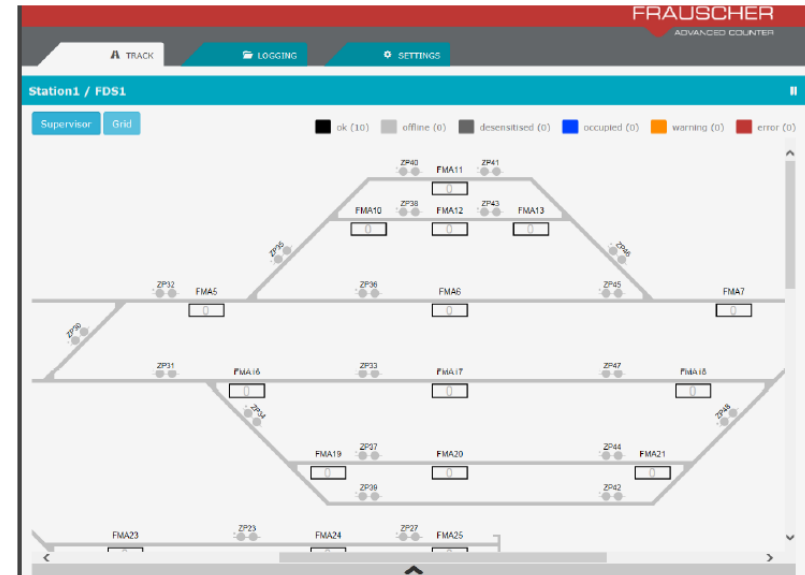 FRAUSCHER
ADVANCED COUNTER
TRACK LOGGING SETTINGS
Station1 / FDS1
Supervisor Grid ok (10) offline (0) desensitised (0) occupied (0) warning (0) error (0)
ZP40 FMA11 ZP41
0
FMA10 ZP38 FMA12 ZP43 FMA13
0 0 0
ZP35 ZP46
ZP32 FMA5 ZP36 FMA6 ZP45 FMA7
0 0 0
ZP30
ZP31 FMA16 ZP33 FMA17 ZP47 FMA18
0 0 0
ZP34 ZP48
FMA19 ZP37 FMA20 ZP44 FMA21
0 0 0
ZP39 ZP42
FMA23 ZP23 FMA24 ZP27 FMA25